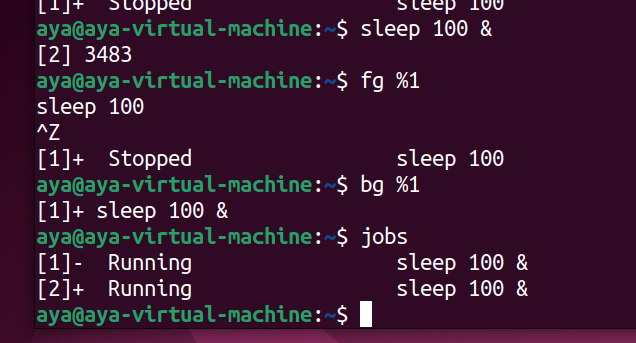 [1]+  Stopped                 sleep 100
aya@aya-virtual-machine:~$ sleep 100 &
[2] 3483
aya@aya-virtual-machine:~$ fg %1
sleep 100
^Z
[1]+  Stopped                 sleep 100
aya@aya-virtual-machine:~$ bg %1
[1]+ sleep 100 &
aya@aya-virtual-machine:~$ jobs
[1]-  Running                 sleep 100 &
[2]+  Running                 sleep 100 &
aya@aya-virtual-machine:~$